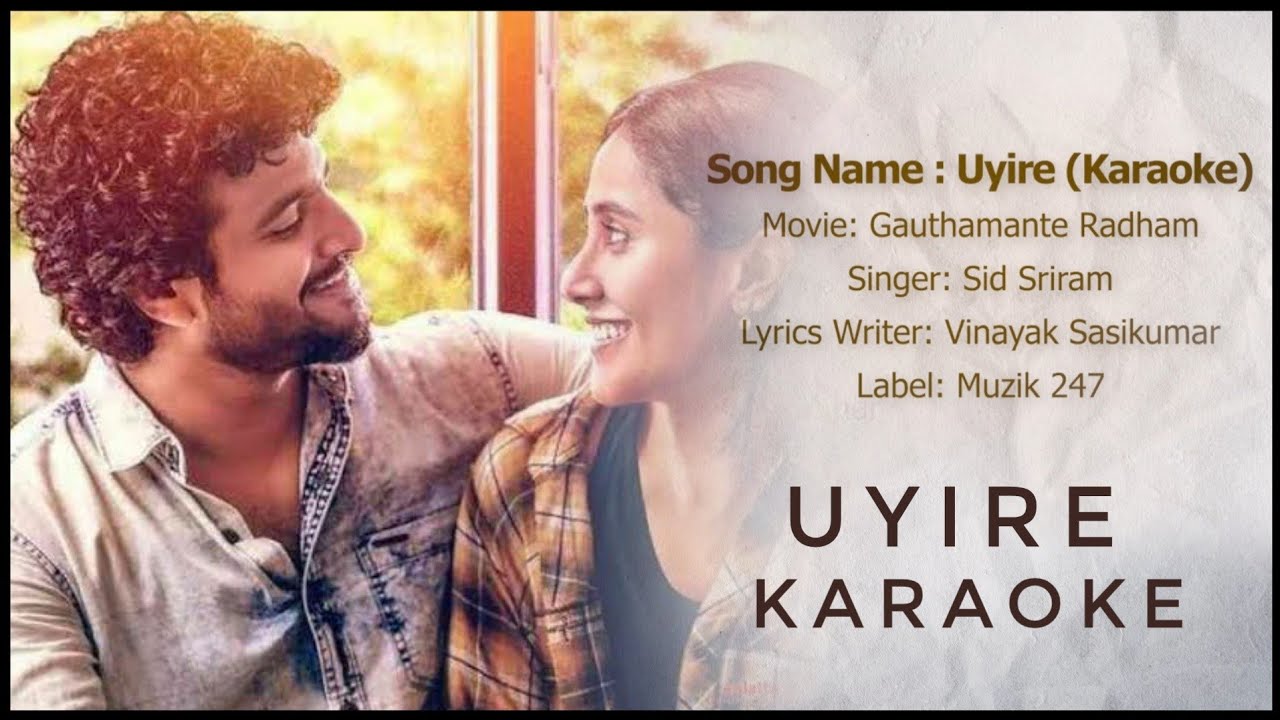 Song Name : Uyire (Karaoke)
Movie: Gauthamante Radham
Singer: Sid Sriram
Lyrics Writer: Vinayak Sasikumar
Label: Muzik 247
UYIRE
KARAOKE